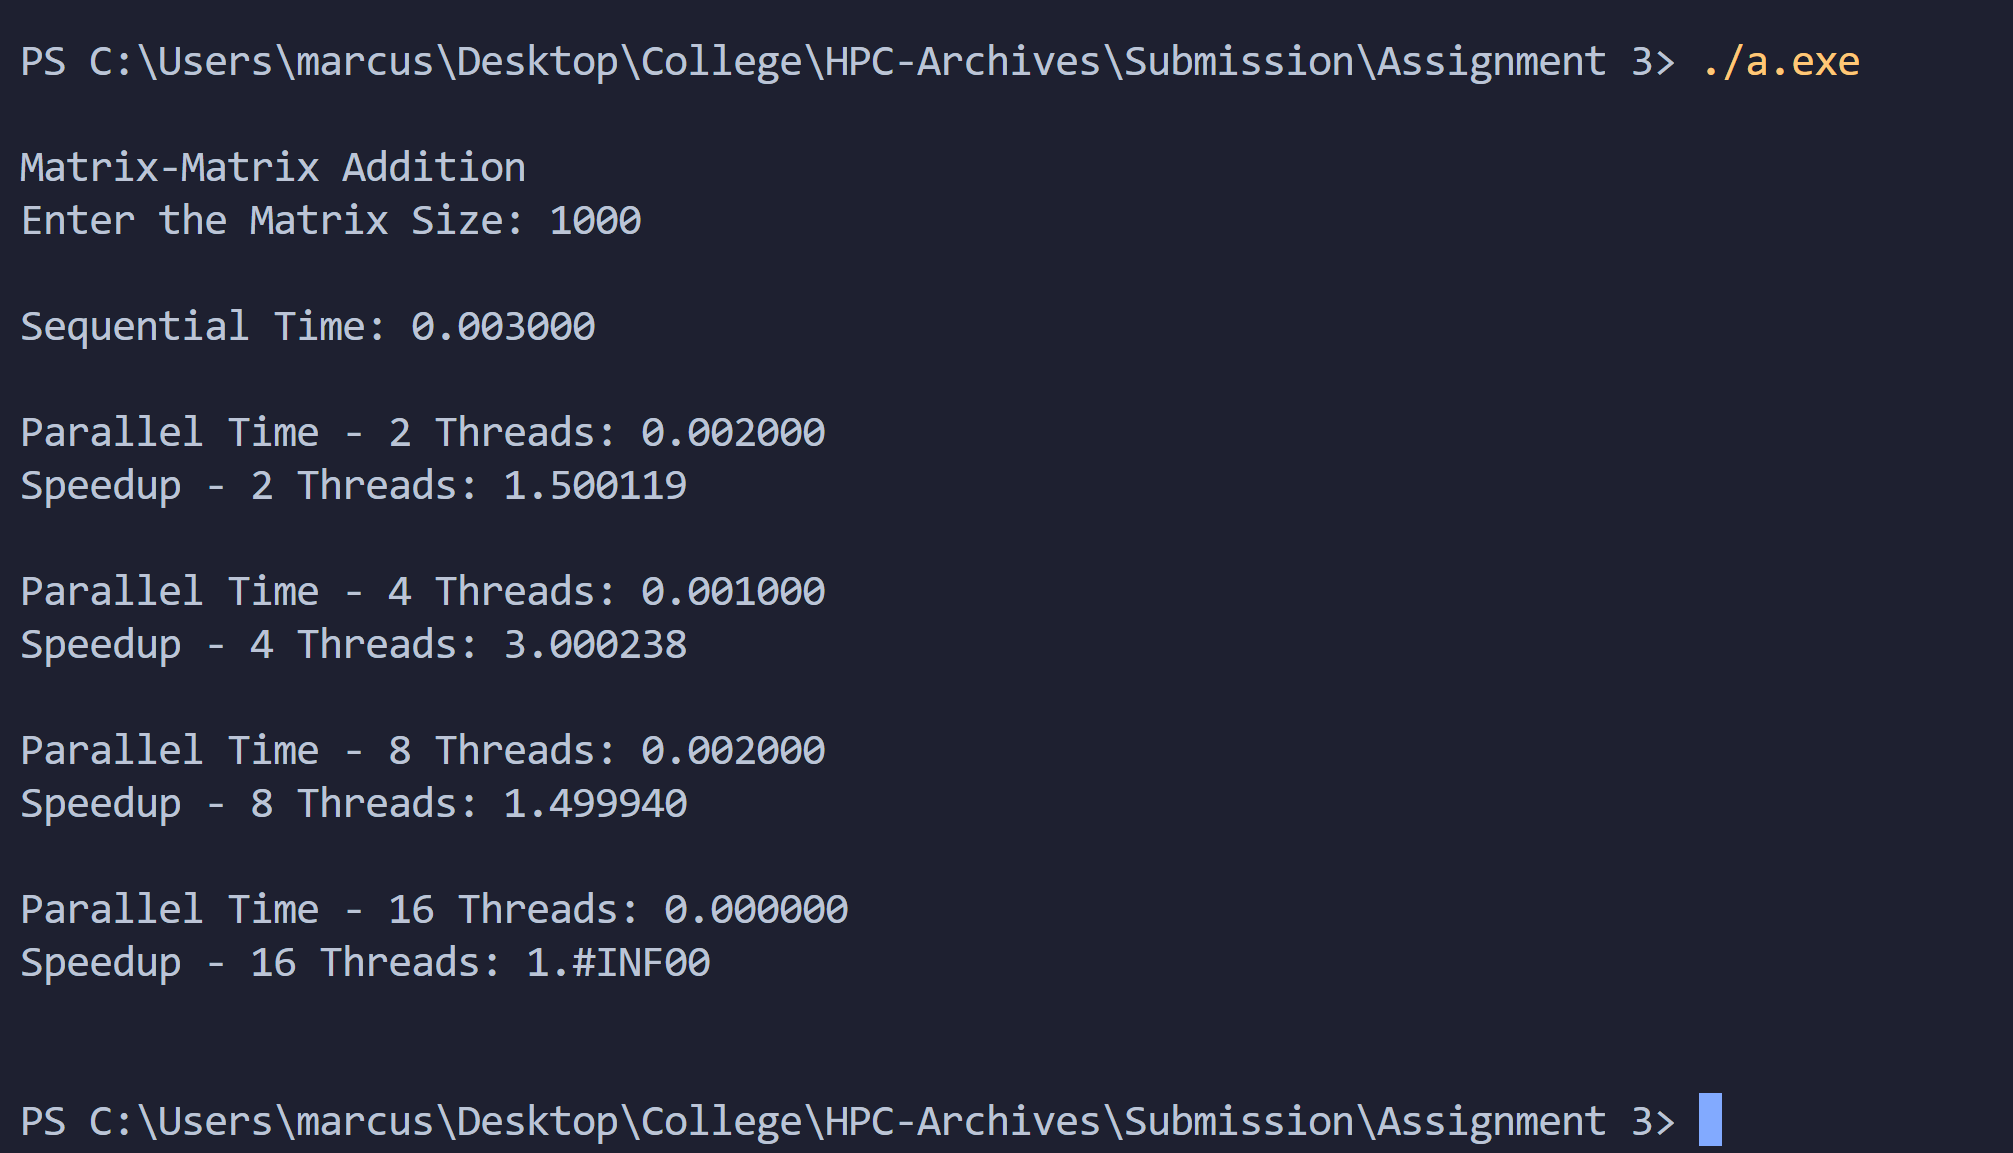 PS C:\Users\marcus\Desktop\College\HPC-Archives\Submission\Assignment 3> ./a.exe
Matrix-Matrix Addition
Enter the Matrix Size: 1000
Sequential Time: 0.003000
Parallel Time - 2 Threads: 0.002000
Speedup - 2 Threads: 1.500119
Parallel Time - 4 Threads: 0.001000
Speedup - 4 Threads: 3.000238
Parallel Time - 8 Threads: 0.002000
Speedup - 8 Threads: 1.499940
Parallel Time - 16 Threads: 0.000000
Speedup - 16 Threads: 1.#INF00
PS C:\Users\marcus\Desktop\College\HPC-Archives\Submission\Assignment 3>